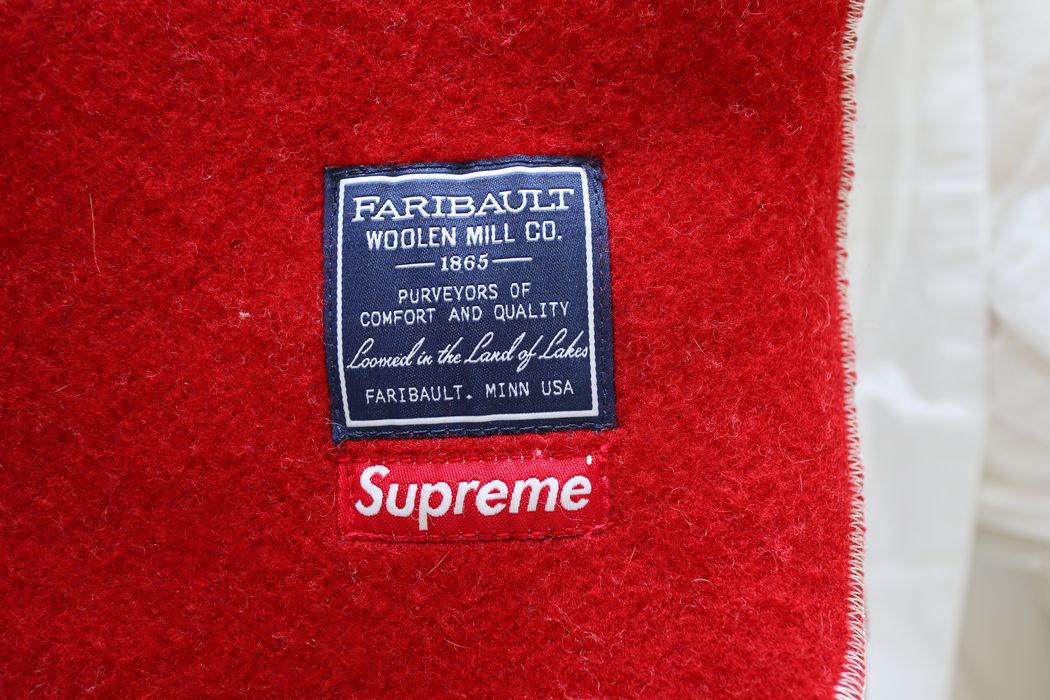 FARIBAULT
WOOLEN MILL CO.
1865
PURVEYORS OF
COMFORT AND QUALITY
Loomed in the Land of Lakes
FARIBAULT. MINN USA
Supreme